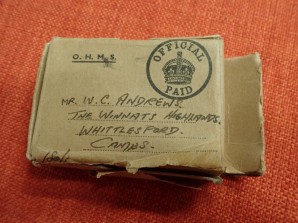 O.H.M.S.
OFFICIAL
PAID
MR. W. C. ANDREWS.
THE WINNATS HIGHLANDS.
WHITTLESFORD.
CAMBS.